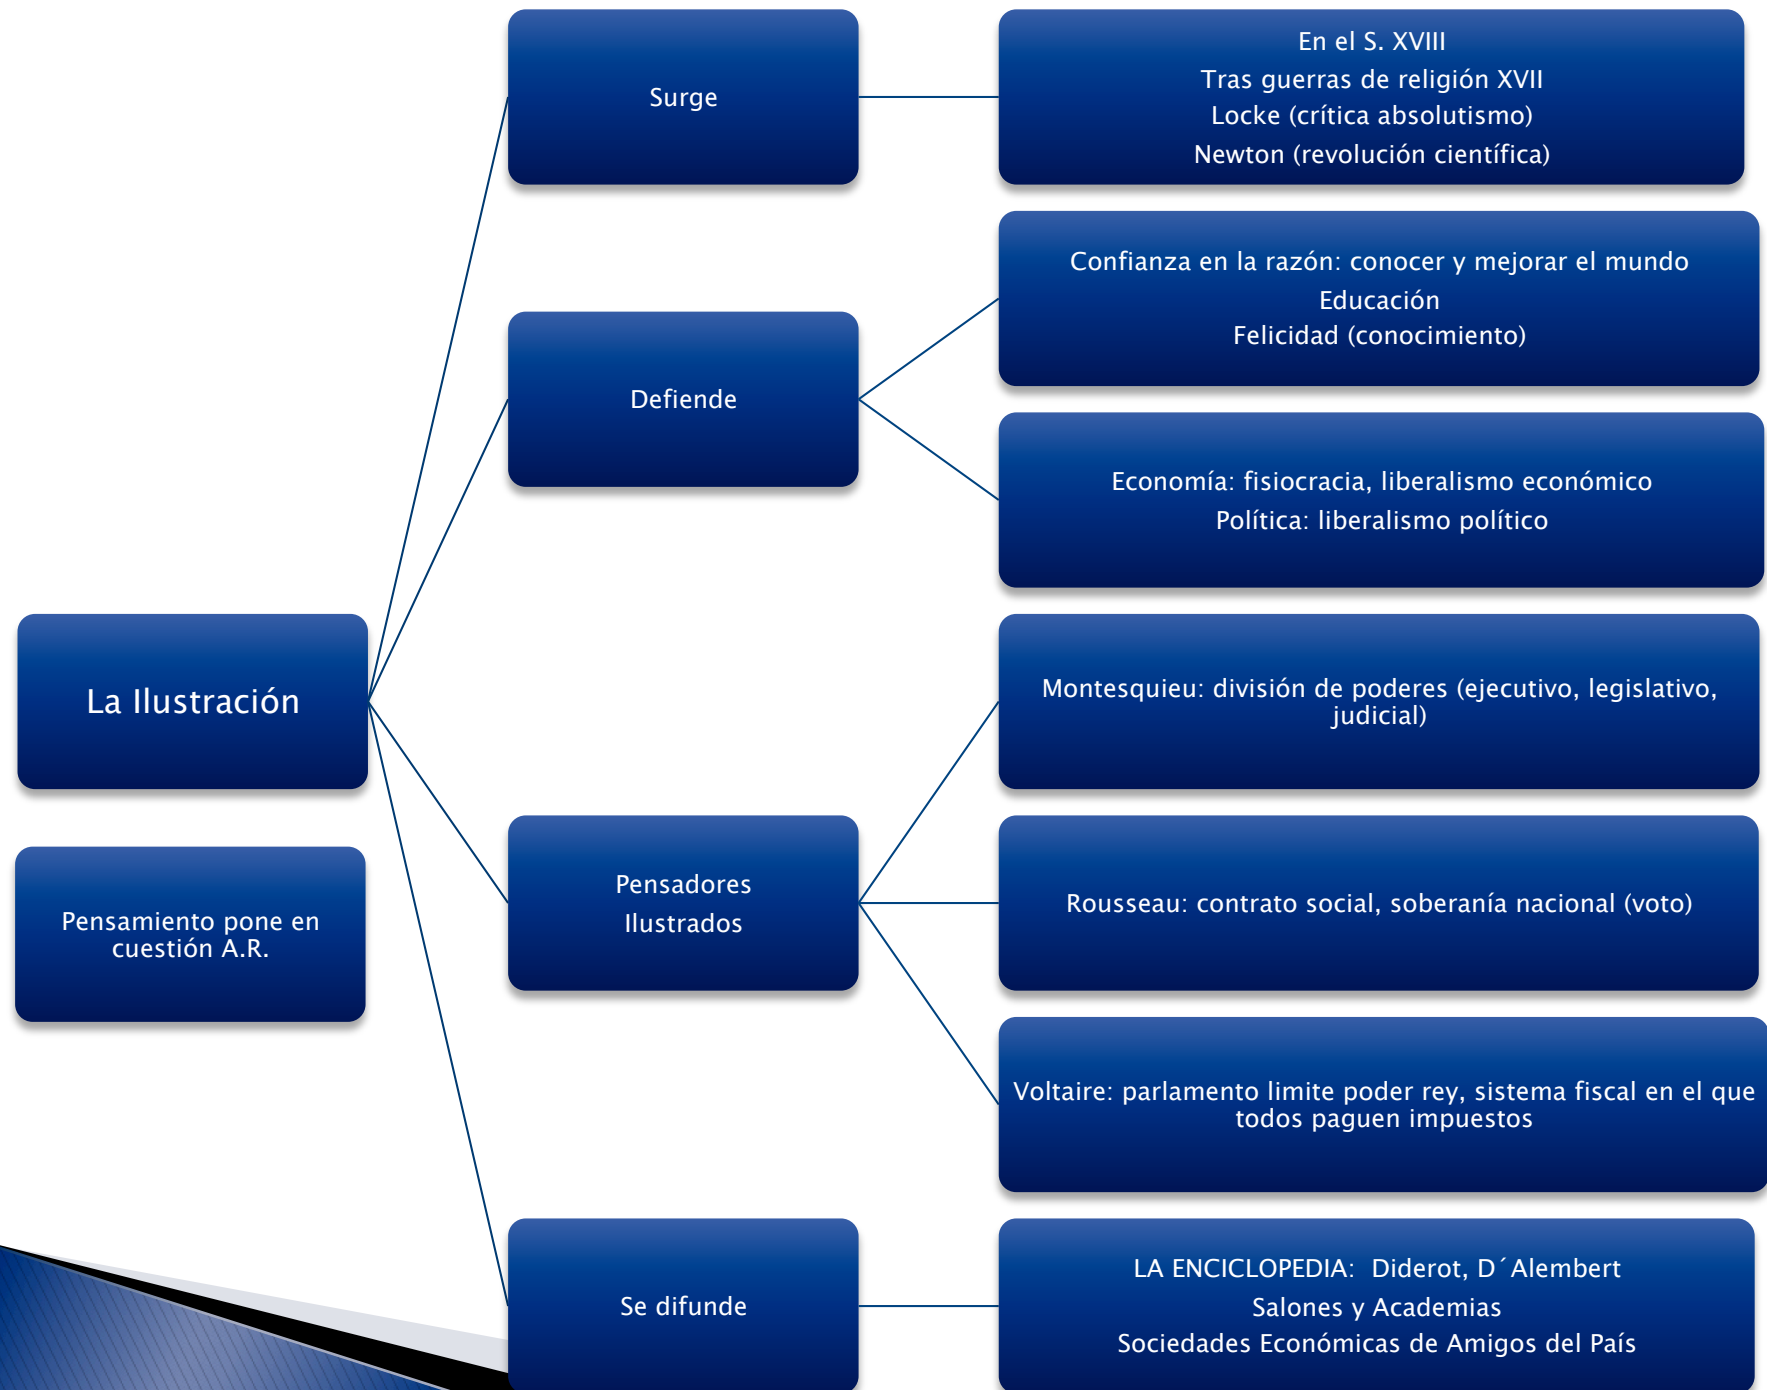 La Ilustración
Pensamiento pone en
cuestión A.R.
Surge
En el S. XVIII
Tras guerras de religión XVII
Locke (crítica absolutismo)
Newton (revolución científica)
Defiende
Confianza en la razón: conocer y mejorar el mundo
Educación
Felicidad (conocimiento)
Economía: fisiocracia, liberalismo económico
Política: liberalismo político
Pensadores
Ilustrados
Montesquieu: división de poderes (ejecutivo, legislativo,
judicial)
Rousseau: contrato social, soberanía nacional (voto)
Voltaire: parlamento limite poder rey, sistema fiscal en el que
todos paguen impuestos
Se difunde
LA ENCICLOPEDIA:  Diderot, D´Alembert
Salones y Academias
Sociedades Económicas de Amigos del País